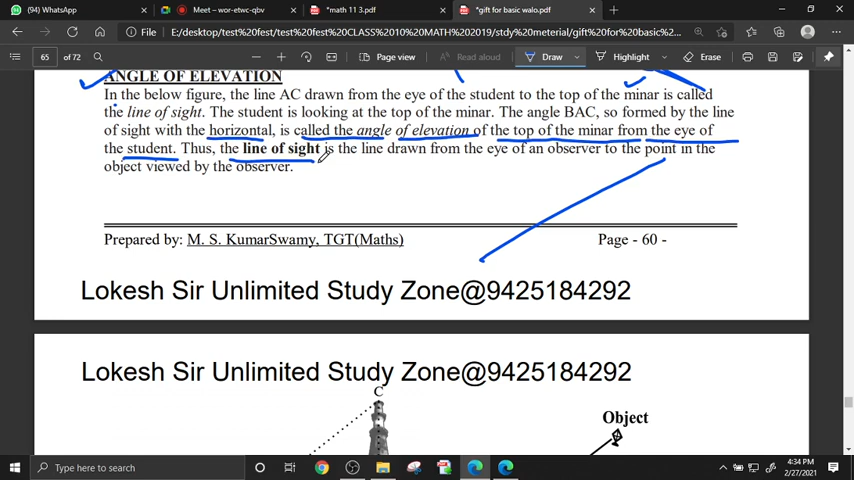 (94) WhatsApp
Meet – wor-etwc-qbv
*math 11 3.pdf
*gift for basic walo.pdf
File
E:/desktop/test%20fest/test%20fest/CLASS%2010%20MATH%202019/stdy%20meterial/gift%20for%20basic%2...
65 of 72
Page view
Read aloud
Draw
Highlight
Erase
ANGLE OF ELEVATION
In the below figure, the line AC drawn from the eye of the student to the top of the minar is called
the line of sight. The student is looking at the top of the minar. The angle BAC, so formed by the line
of sight with the horizontal, is called the angle of elevation of the top of the minar from the eye of
the student. Thus, the line of sight is the line drawn from the eye of an observer to the point in the
object viewed by the observer.
Prepared by: M. S. KumarSwamy, TGT(Maths)
Page - 60 -
Lokesh Sir Unlimited Study Zone@9425184292
Lokesh Sir Unlimited Study Zone@9425184292
C
Object
Type here to search
4:34 PM
2/27/2021